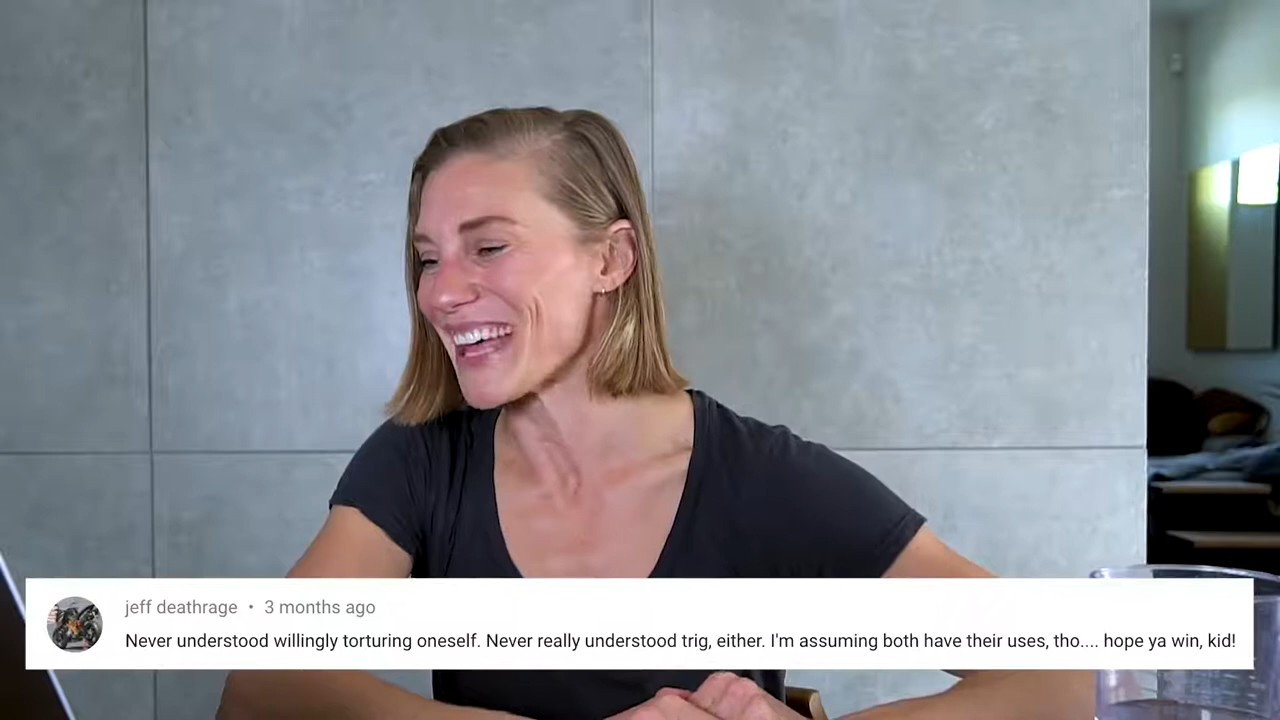 jeff deathrage • 3 months ago
Never understood willingly torturing oneself. Never really understood trig, either. I'm assuming both have their uses, tho.... hope ya win, kid!